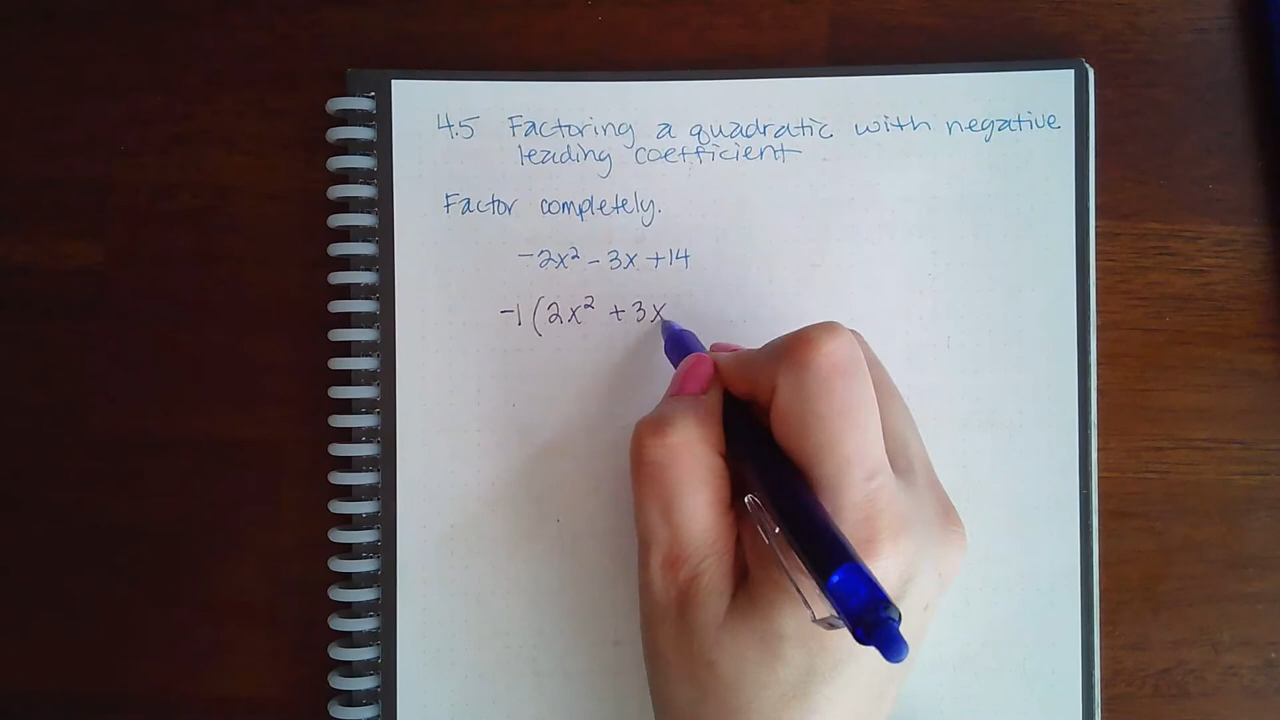 4.5 Factoring a quadratic with negative
leading coefficient
Factor completely.
-2x² - 3x + 14
-1(2x² + 3x